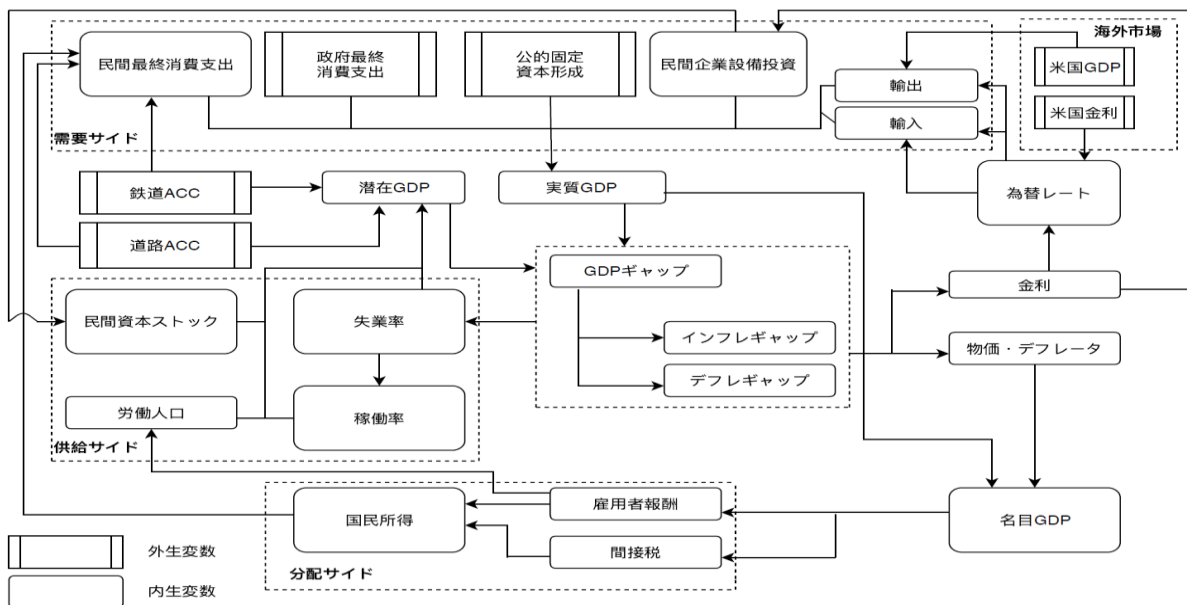 海外市場
民間最終消費支出
政府最終
消費支出
公的固定
資本形成
民間企業設備投資
輸出
輸入
米国GDP
米国金利
需要サイド
鉄道ACC
潜在GDP
実質GDP
為替レート
道路ACC
GDPギャップ
金利
民間資本ストック
失業率
インフレギャップ
物価・デフレータ
デフレギャップ
労働人口
稼働率
供給サイド
国民所得
雇用者報酬
名目GDP
間接税
分配サイド
外生変数
内生変数